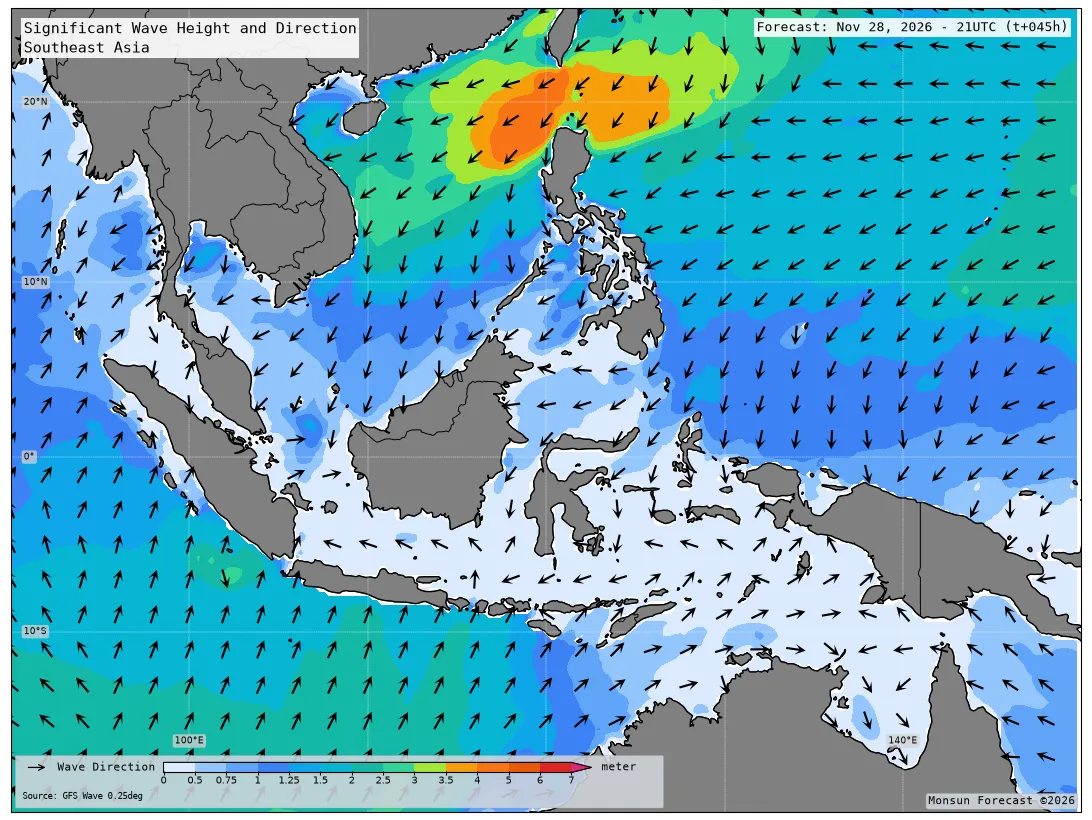 Significant Wave Height and Direction
Southeast Asia
Forecast: Nov 28, 2026 - 21UTC (t+045h)
20°N
10°N
0°
10°S
100°E
140°E
Wave Direction
meter
0 0.5 0.75 1 1.25 1.5 2 2.5 3 3.5 4 5 6 7
Source: GFS Wave 0.25deg
Monsun Forecast ©2026